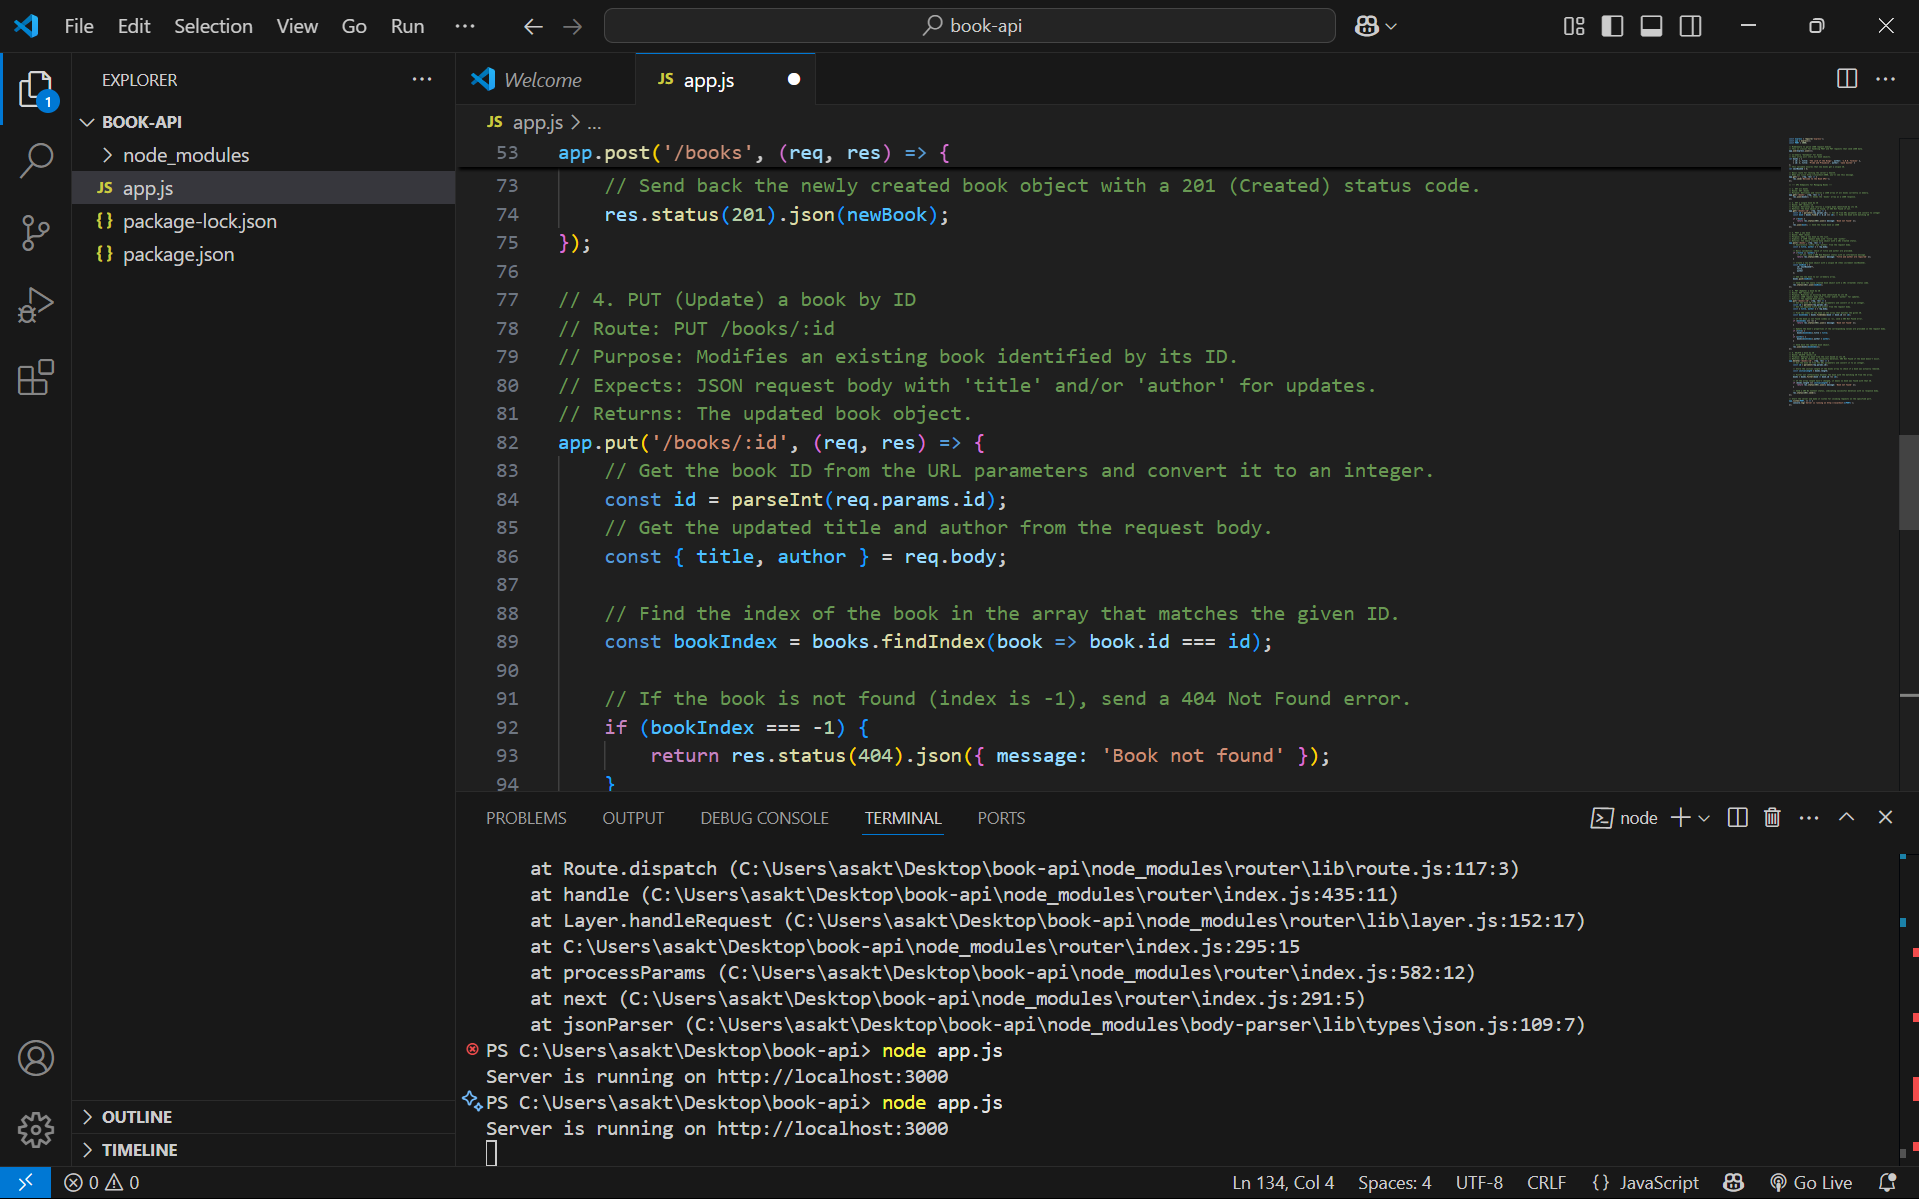 File Edit Selection View Go Run ··· book-api
EXPLORER ···
BOOK-API
node_modules
JS app.js
{} package-lock.json
{} package.json
OUTLINE
TIMELINE
1
Welcome
JS app.js
JS app.js > ...
53 app.post('/books', (req, res) => {
73 // Send back the newly created book object with a 201 (Created) status code.
74 res.status(201).json(newBook);
75 });
76
77 // 4. PUT (Update) a book by ID
78 // Route: PUT /books/:id
79 // Purpose: Modifies an existing book identified by its ID.
80 // Expects: JSON request body with 'title' and/or 'author' for updates.
81 // Returns: The updated book object.
82 app.put('/books/:id', (req, res) => {
83 // Get the book ID from the URL parameters and convert it to an integer.
84 const id = parseInt(req.params.id);
85 // Get the updated title and author from the request body.
86 const { title, author } = req.body;
87
88 // Find the index of the book in the array that matches the given ID.
89 const bookIndex = books.findIndex(book => book.id === id);
90
91 // If the book is not found (index is -1), send a 404 Not Found error.
92 if (bookIndex === -1) {
93 return res.status(404).json({ message: 'Book not found' });
94 }
PROBLEMS OUTPUT DEBUG CONSOLE TERMINAL PORTS node
at Route.dispatch (C:\Users\asakt\Desktop\book-api\node_modules\router\lib\route.js:117:3)
at handle (C:\Users\asakt\Desktop\book-api\node_modules\router\index.js:435:11)
at Layer.handleRequest (C:\Users\asakt\Desktop\book-api\node_modules\router\lib\layer.js:152:17)
at C:\Users\asakt\Desktop\book-api\node_modules\router\index.js:295:15
at processParams (C:\Users\asakt\Desktop\book-api\node_modules\router\index.js:582:12)
at next (C:\Users\asakt\Desktop\book-api\node_modules\router\index.js:291:5)
at jsonParser (C:\Users\asakt\Desktop\book-api\node_modules\body-parser\lib\types\json.js:109:7)
PS C:\Users\asakt\Desktop\book-api> node app.js
Server is running on http://localhost:3000
PS C:\Users\asakt\Desktop\book-api> node app.js
Server is running on http://localhost:3000
0 0 Ln 134, Col 4 Spaces: 4 UTF-8 CRLF {} JavaScript Go Live